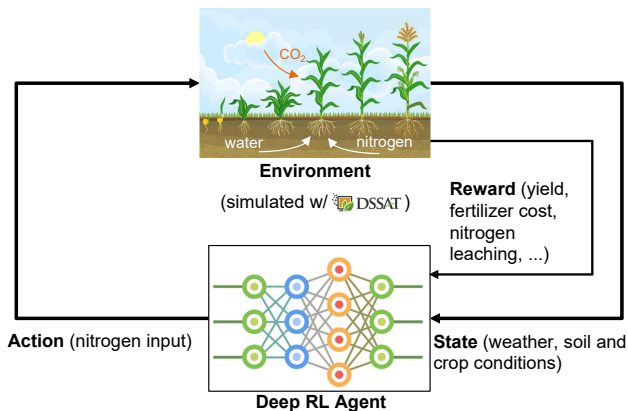 CO₂
water
nitrogen
Environment
(simulated w/ DSSAT )
Reward (yield,
fertilizer cost,
nitrogen
leaching, ...)
Action (nitrogen input)
State (weather, soil and
crop conditions)
Deep RL Agent